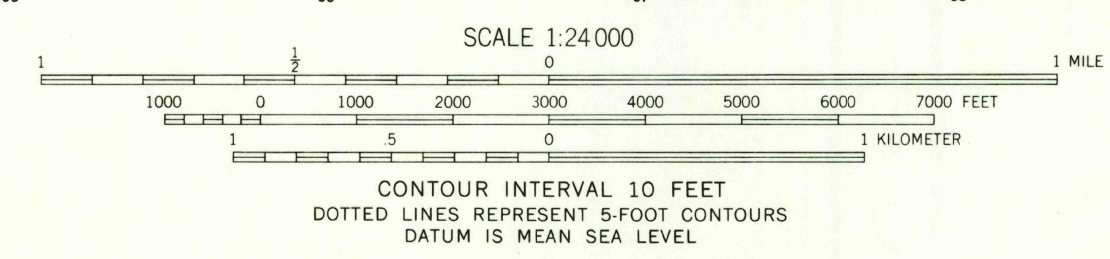 SCALE 1:24 000
1 1/2 0 1 MILE
1000 0 1000 2000 3000 4000 5000 6000 7000 FEET
1 .5 0 1 KILOMETER
CONTOUR INTERVAL 10 FEET
DOTTED LINES REPRESENT 5-FOOT CONTOURS
DATUM IS MEAN SEA LEVEL